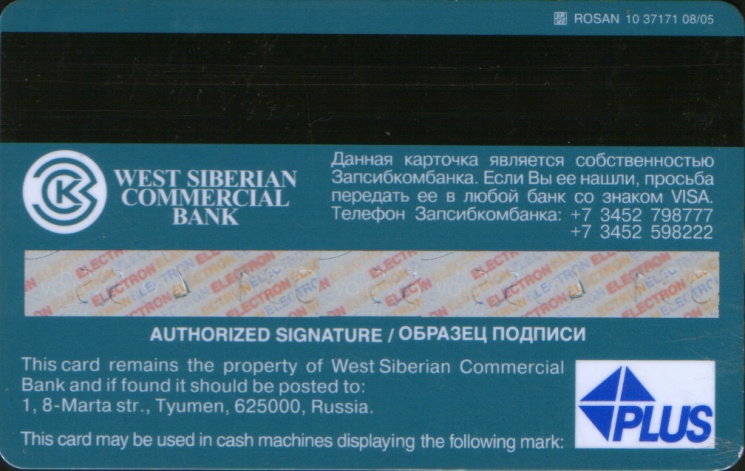 ROSAN 10 37171 08/05
WEST SIBERIAN
COMMERCIAL
BANK
Данная карточка является собственностью
Запсибкомбанка. Если Вы ее нашли, просьба
передать ее в любой банк со знаком VISA.
Телефон Запсибкомбанка: +7 3452 798777
+7 3452 598222
ELECTRON ELECTRON ELECTRON ELECTRON
AUTHORIZED SIGNATURE / ОБРАЗЕЦ ПОДПИСИ
This card remains the property of West Siberian Commercial
Bank and if found it should be posted to:
1, 8-Marta str., Tyumen, 625000, Russia.
PLUS
This card may be used in cash machines displaying the following mark: